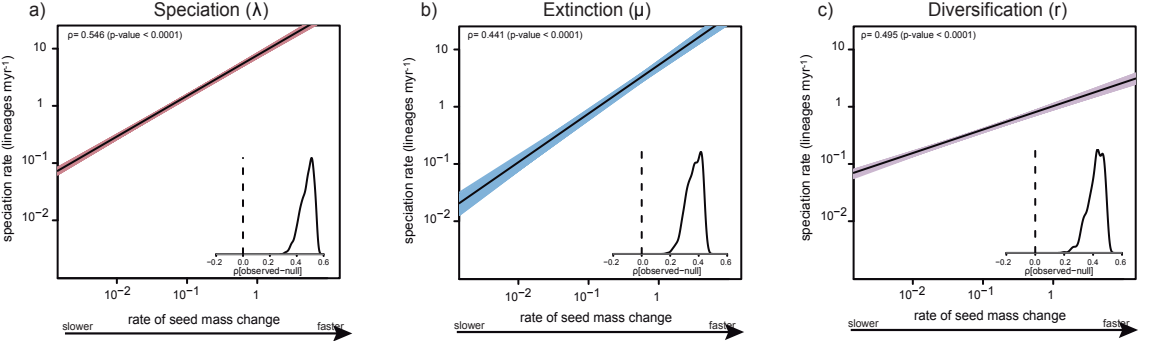 a) Speciation (λ)
ρ= 0.546 (p-value < 0.0001)
speciation rate (lineages myr⁻¹)
10
1
10⁻¹
10⁻²
-0.2 0.0 0.2 0.4 0.6
ρ[observed−null]
10⁻² 10⁻¹ 1
rate of seed mass change
slower faster
b) Extinction (μ)
ρ= 0.441 (p-value < 0.0001)
speciation rate (lineages myr⁻¹)
10
1
10⁻¹
10⁻²
−0.2 0.0 0.2 0.4 0.6
ρ[observed−null]
10⁻² 10⁻¹ 1
rate of seed mass change
slower faster
c) Diversification (r)
ρ= 0.495 (p-value < 0.0001)
speciation rate (lineages myr⁻¹)
10
1
10⁻¹
10⁻²
−0.2 0.0 0.2 0.4 0.6
ρ[observed−null]
10⁻² 10⁻¹ 1
rate of seed mass change
slower faster